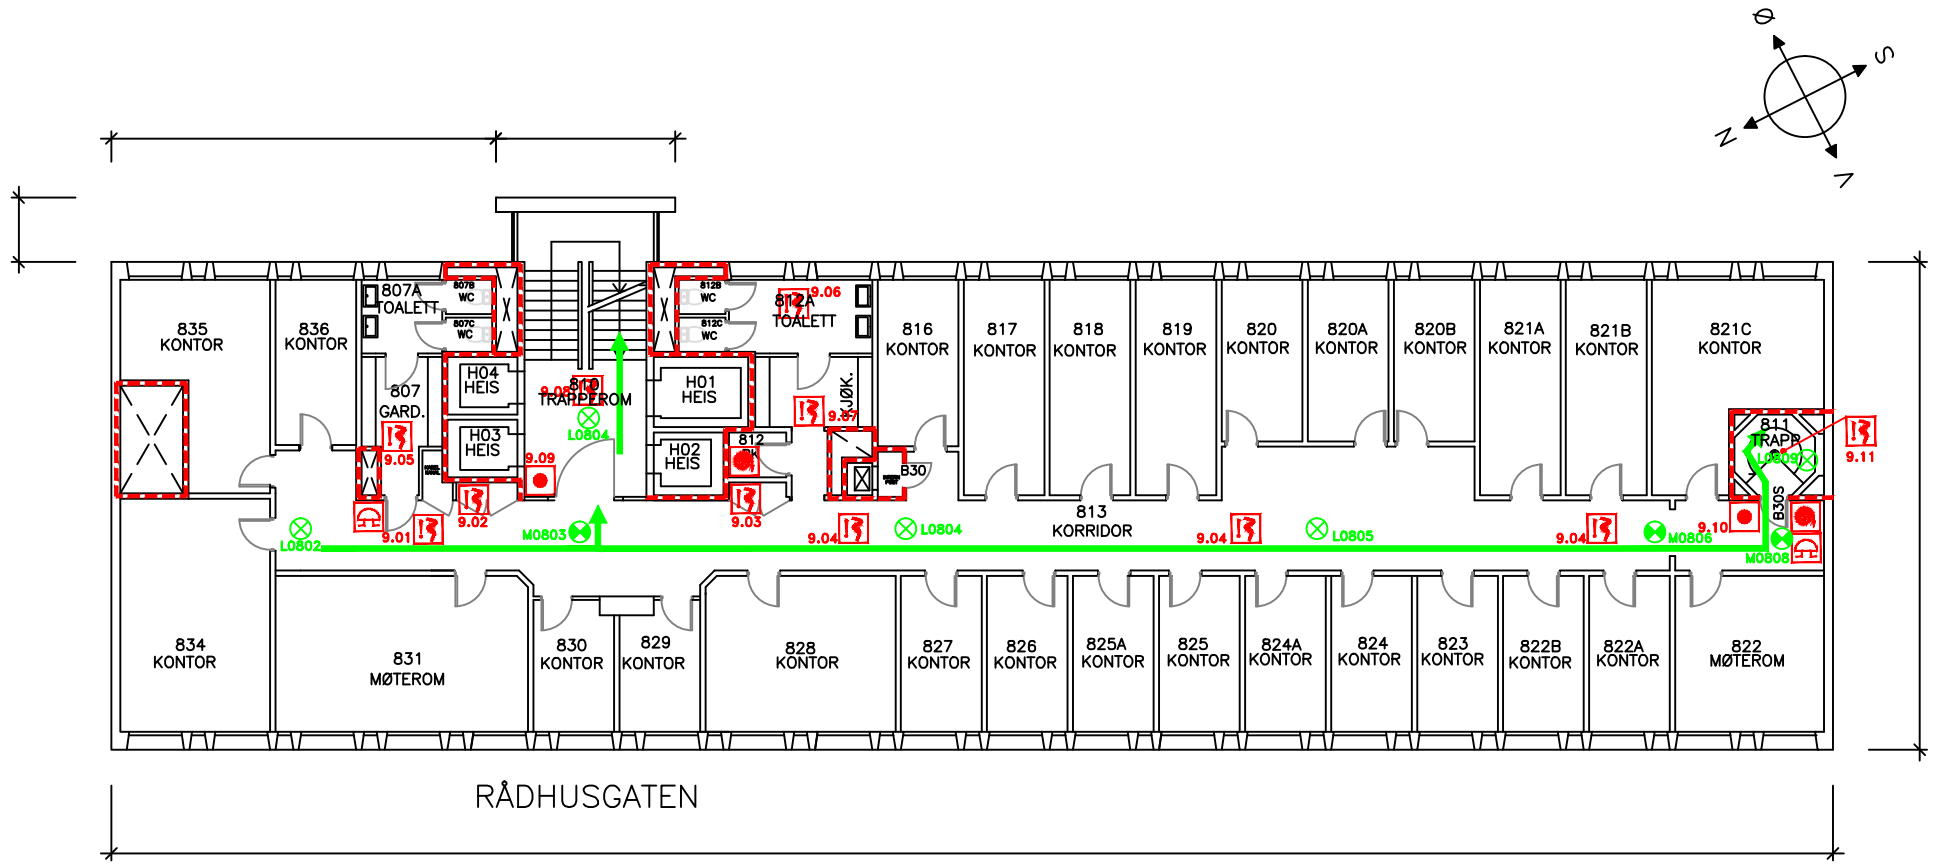 Ø
S
N
V
807A
TOALETT
807B
WC
807C
WC
812B
WC
812C
WC
812A
TOALETT
9.06
835
KONTOR
836
KONTOR
816
KONTOR
817
KONTOR
818
KONTOR
819
KONTOR
820
KONTOR
820A
KONTOR
820B
KONTOR
821A
KONTOR
821B
KONTOR
821C
KONTOR
807
GARD.
9.05
H04
HEIS
H03
HEIS
9.08
810
TRAPPEROM
L0804
9.09
H01
HEIS
H02
HEIS
812
BK
KJØK.
9.07
B30
811
TRAPP
L0809
9.11
B30S
L0802
9.01
9.02
M0803
9.03
9.04
L0804
813
KORRIDOR
9.04
L0805
9.04
M0806
9.10
M0808
834
KONTOR
831
MØTEROM
830
KONTOR
829
KONTOR
828
KONTOR
827
KONTOR
826
KONTOR
825A
KONTOR
825
KONTOR
824A
KONTOR
824
KONTOR
823
KONTOR
822B
KONTOR
822A
KONTOR
822
MØTEROM
RÅDHUSGATEN